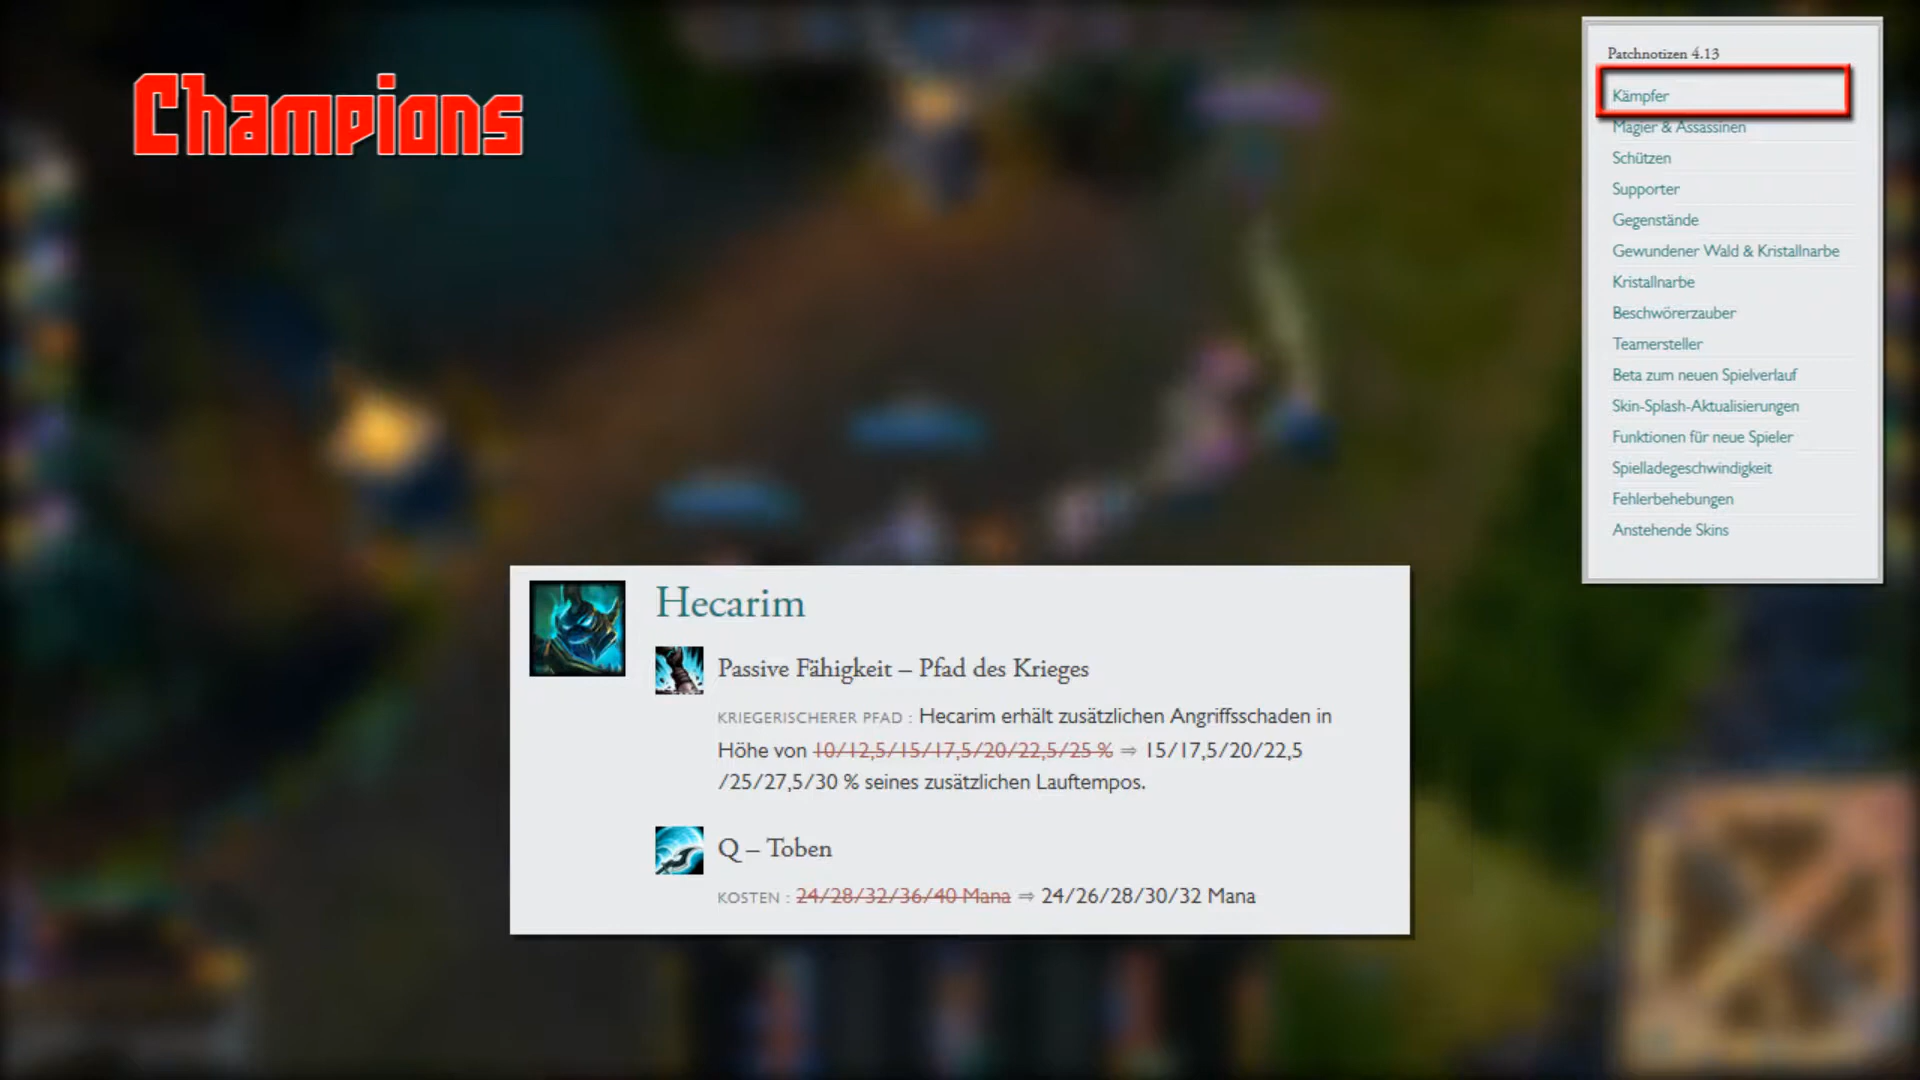 Champions
Patchnotizen 4.13
Kämpfer
Magier & Assassinen
Schützen
Supporter
Gegenstände
Gewundener Wald & Kristallnarbe
Kristallnarbe
Beschwörerzauber
Teamersteller
Beta zum neuen Spielverlauf
Skin-Splash-Aktualisierungen
Funktionen für neue Spieler
Spielladegeschwindigkeit
Fehlerbehebungen
Anstehende Skins
Hecarim
Passive Fähigkeit – Pfad des Krieges
KRIEGERISCHERER PFAD : Hecarim erhält zusätzlichen Angriffsschaden in
Höhe von 10/12,5/15/17,5/20/22,5/25 % ⇒ 15/17,5/20/22,5
/25/27,5/30 % seines zusätzlichen Lauftempos.
Q – Toben
KOSTEN : 24/28/32/36/40 Mana ⇒ 24/26/28/30/32 Mana